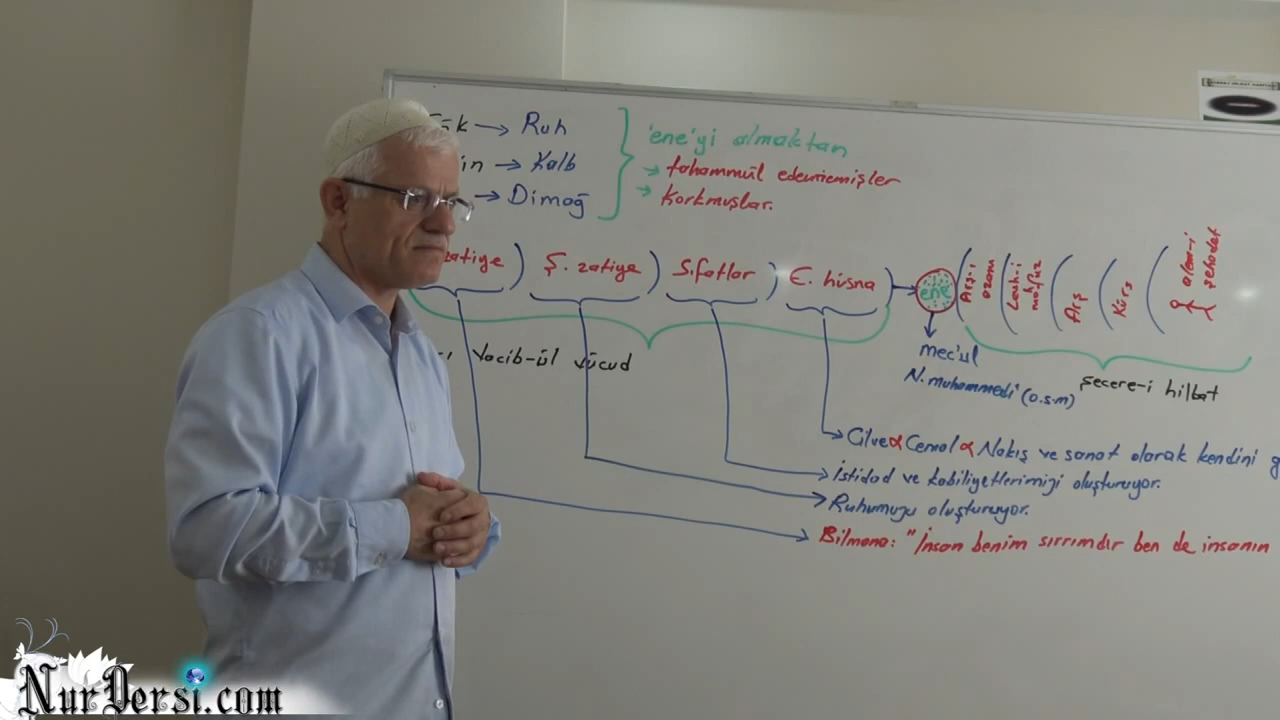 → Ruh
→ Kalb
→ Dimağ
'ene'yi almaktan
→ tahammül edememişler
→ Korkmuşlar.
zatiye ) Ş. zatiye ) Sıfatlar ) E. hüsna ) → ene
Arş-ı azam
Levh-i mafuz
Arş
Kürs
alem-i şehadet
mec'ul
N. muhammedi (a.s.m)
Şecere-i hilkat
Vacib-ül vücud
Cilve α Cemal α Nakış ve sanat olarak kendini
İstidad ve kabiliyetlerimizi oluşturuyor.
Ruhumuzu oluşturuyor.
Bilmana: "İnsan benim sırrımdır ben de insanın
NurDersi.com